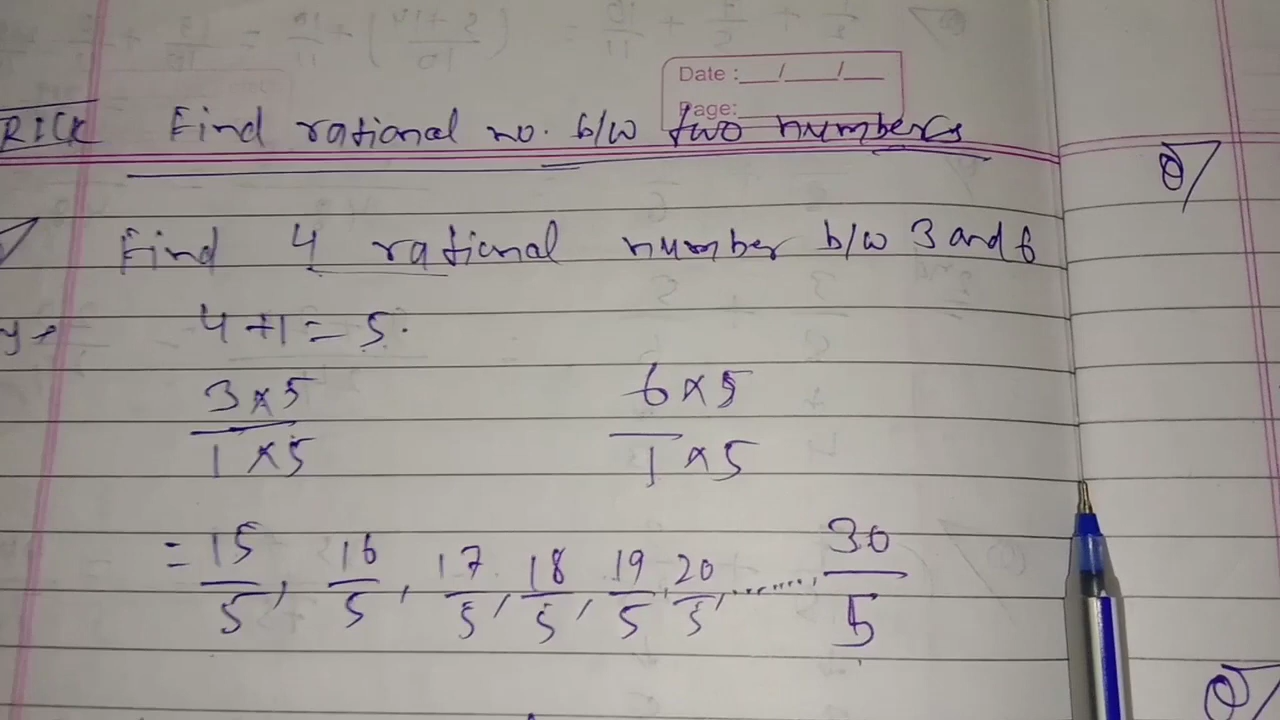 Date : __/__/__
Page: ____
RICK Find rational no. b/w two numbers
Q/
Find 4 rational number b/w 3 and 6
4+1 = 5.
3×5 6×5
1×5 1×5
= 15/5, 16/5, 17/5, 18/5, 19/5, 20/5, ......., 30/5